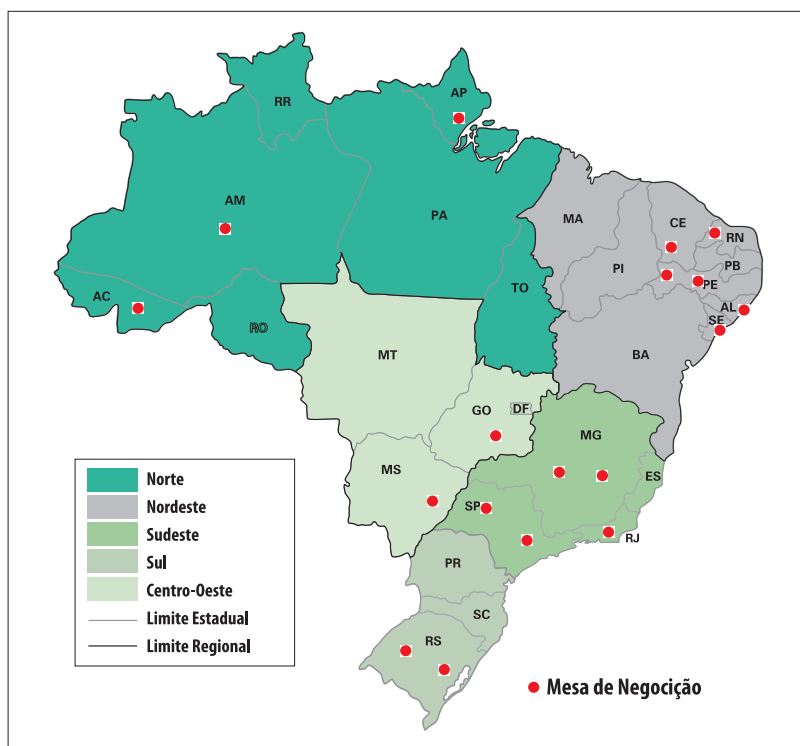 RR
AP
AM
PA
MA
CE
RN
PI
PB
PE
AC
TO
AL
SE
RO
MT
BA
GO
DF
MG
MS
ES
SP
RJ
PR
SC
RS
Norte
Nordeste
Sudeste
Sul
Centro-Oeste
Limite Estadual
Limite Regional
Mesa de Negocição